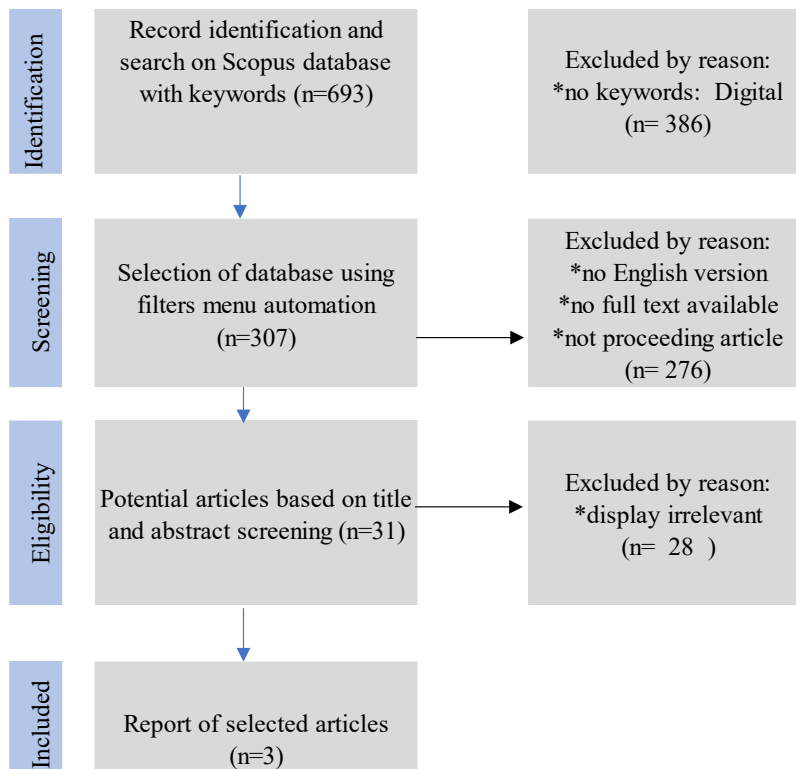 Identification
Record identification and
search on Scopus database
with keywords (n=693)
Excluded by reason:
*no keywords: Digital
(n= 386)
Screening
Selection of database using
filters menu automation
(n=307)
Excluded by reason:
*no English version
*no full text available
*not proceeding article
(n= 276)
Eligibility
Potential articles based on title
and abstract screening (n=31)
Excluded by reason:
*display irrelevant
(n= 28 )
Included
Report of selected articles
(n=3)